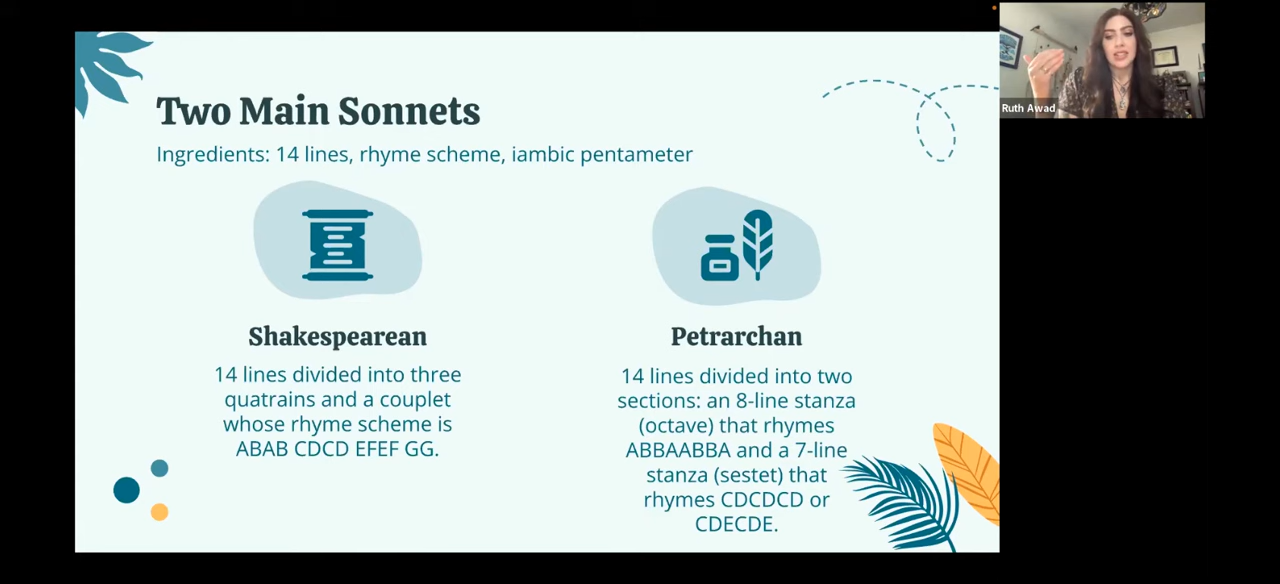 Two Main Sonnets
Ingredients: 14 lines, rhyme scheme, iambic pentameter
Shakespearean
14 lines divided into three
quatrains and a couplet
whose rhyme scheme is
ABAB CDCD EFEF GG.
Petrarchan
14 lines divided into two
sections: an 8-line stanza
(octave) that rhymes
ABBAABBA and a 7-line
stanza (sestet) that
rhymes CDCDCD or
CDECDE.
Ruth Awad